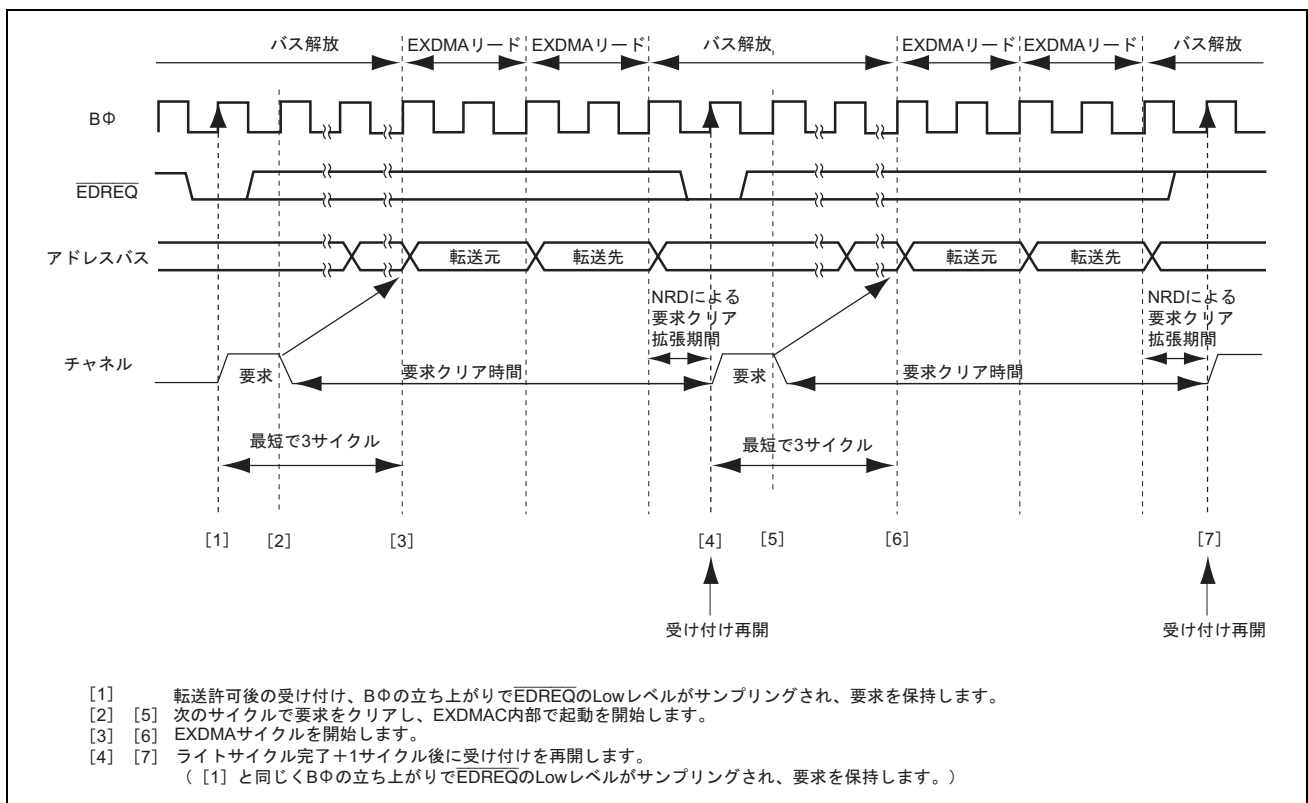 バス解放 EXDMAリード EXDMAリード バス解放 EXDMAリード EXDMAリード バス解放
BΦ
EDREQ
アドレスバス 転送元 転送先 転送元 転送先
NRDによる
要求クリア
拡張期間
NRDによる
要求クリア
拡張期間
チャネル 要求 要求クリア時間 要求 要求クリア時間
最短で3サイクル 最短で3サイクル
[1] [2] [3] [4] [5] [6] [7]
受け付け再開 受け付け再開
[1] 転送許可後の受け付け、BΦの立ち上がりでEDREQのLowレベルがサンプリングされ、要求を保持します。
[2] [5] 次のサイクルで要求をクリアし、EXDMAC内部で起動を開始します。
[3] [6] EXDMAサイクルを開始します。
[4] [7] ライトサイクル完了+1サイクル後に受け付けを再開します。
([1]と同じくBΦの立ち上がりでEDREQのLowレベルがサンプリングされ、要求を保持します。)